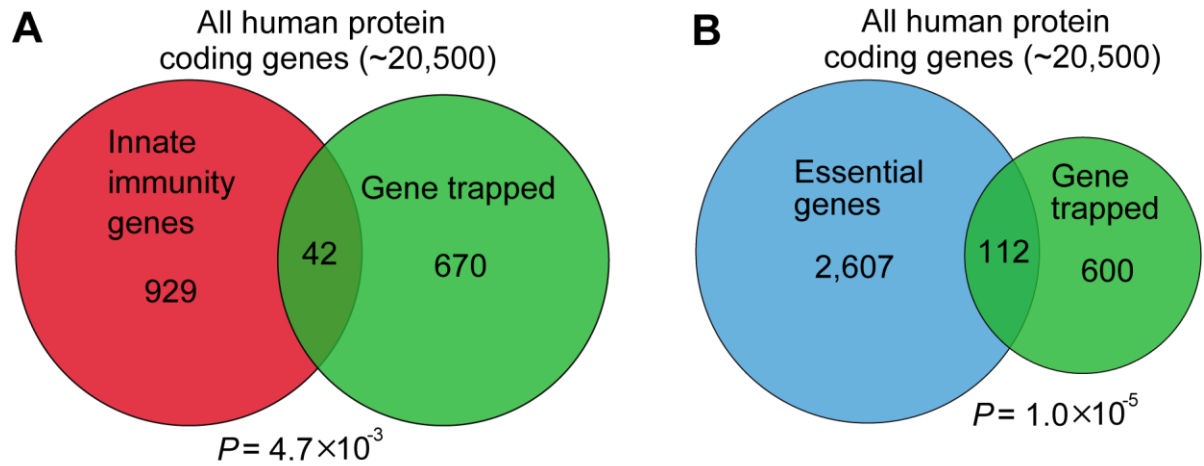 A
All human protein
coding genes (~20,500)
Innate
immunity
genes
929
42
Gene trapped
670
P= 4.7×10⁻³
B
All human protein
coding genes (~20,500)
Essential
genes
2,607
112
Gene
trapped
600
P= 1.0×10⁻⁵